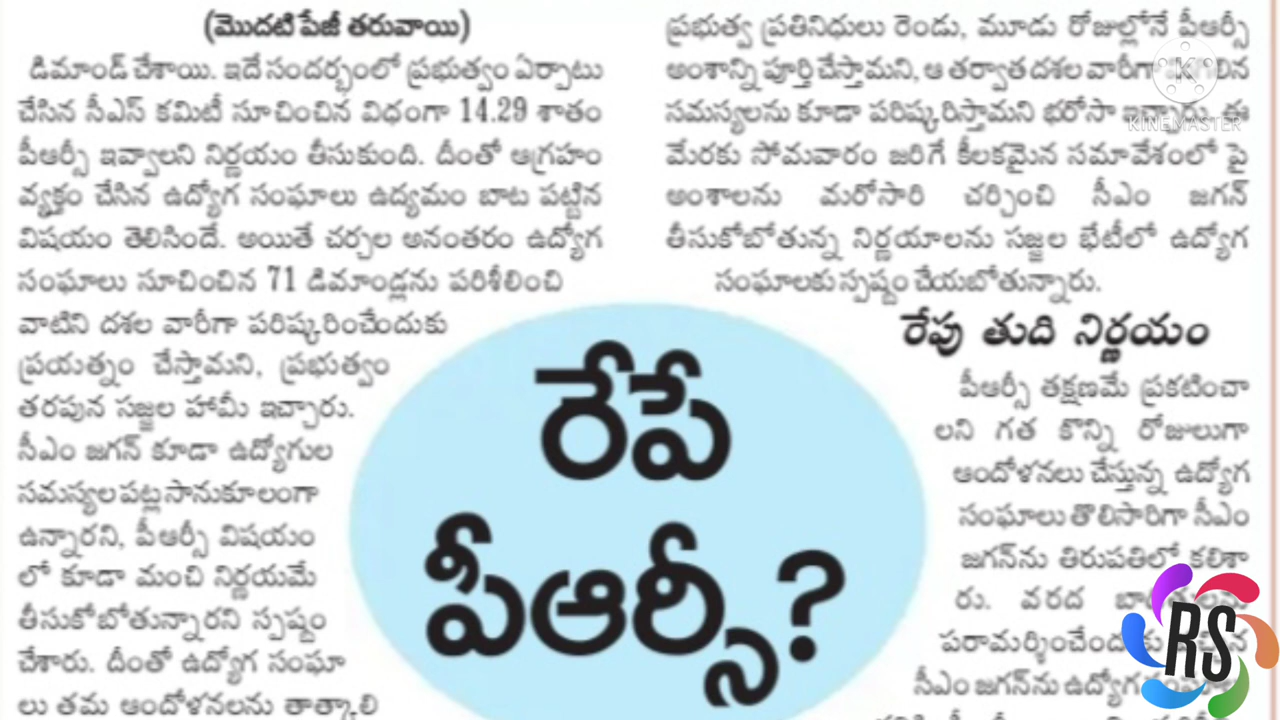 (మొదటి పేజీ తరువాయి)
డిమాండ్ చేశాయి. ఇదే సందర్భంలో ప్రభుత్వం ఏర్పాటు
చేసిన సీఎస్ కమిటీ సూచించిన విధంగా 14.29 శాతం
పీఆర్సీ ఇవ్వాలని నిర్ణయం తీసుకుంది. దీంతో ఆగ్రహం
వ్యక్తం చేసిన ఉద్యోగ సంఘాలు ఉద్యమం బాట పట్టిన
విషయం తెలిసిందే. అయితే చర్చల అనంతరం ఉద్యోగ
సంఘాలు సూచించిన 71 డిమాండ్లను పరిశీలించి
వాటిని దశల వారీగా పరిష్కరించేందుకు
ప్రయత్నం చేస్తామని, ప్రభుత్వం
తరపున సజ్జల హామీ ఇచ్చారు.
సీఎం జగన్ కూడా ఉద్యోగుల
సమస్యల పట్ల సానుకూలంగా
ఉన్నారని, పీఆర్సీ విషయం
లో కూడా మంచి నిర్ణయమే
తీసుకోబోతున్నారని స్పష్టం
చేశారు. దీంతో ఉద్యోగ సంఘా
లు తమ ఆందోళనలను తాత్కాలి
రేపే
పీఆర్సీ?
ప్రభుత్వ ప్రతినిధులు రెండు, మూడు రోజుల్లోనే పీఆర్సీ
అంశాన్ని పూర్తి చేస్తామని, ఆ తర్వాత దశల వారీగా
సమస్యలను కూడా పరిష్కరిస్తామని భరోసా ఇచ్చారు. ఈ
మేరకు సోమవారం జరిగే కీలకమైన సమావేశంలో పై
అంశాలను మరోసారి చర్చించి సీఎం జగన్
తీసుకోబోతున్న నిర్ణయాలను సజ్జల భేటీలో ఉద్యోగ
సంఘాలకు స్పష్టం చేయబోతున్నారు.
రేపు తుది నిర్ణయం
పీఆర్సీ తక్షణమే ప్రకటించా
లని గత కొన్ని రోజులుగా
ఆందోళనలు చేస్తున్న ఉద్యోగ
సంఘాలు తొలిసారిగా సీఎం
జగన్‌ను తిరుపతిలో కలిశా
రు. వరద
పరామర్శించేందుకు
సీఎం జగన్‌ను ఉద్యోగ
K
KINEMASTER
RS